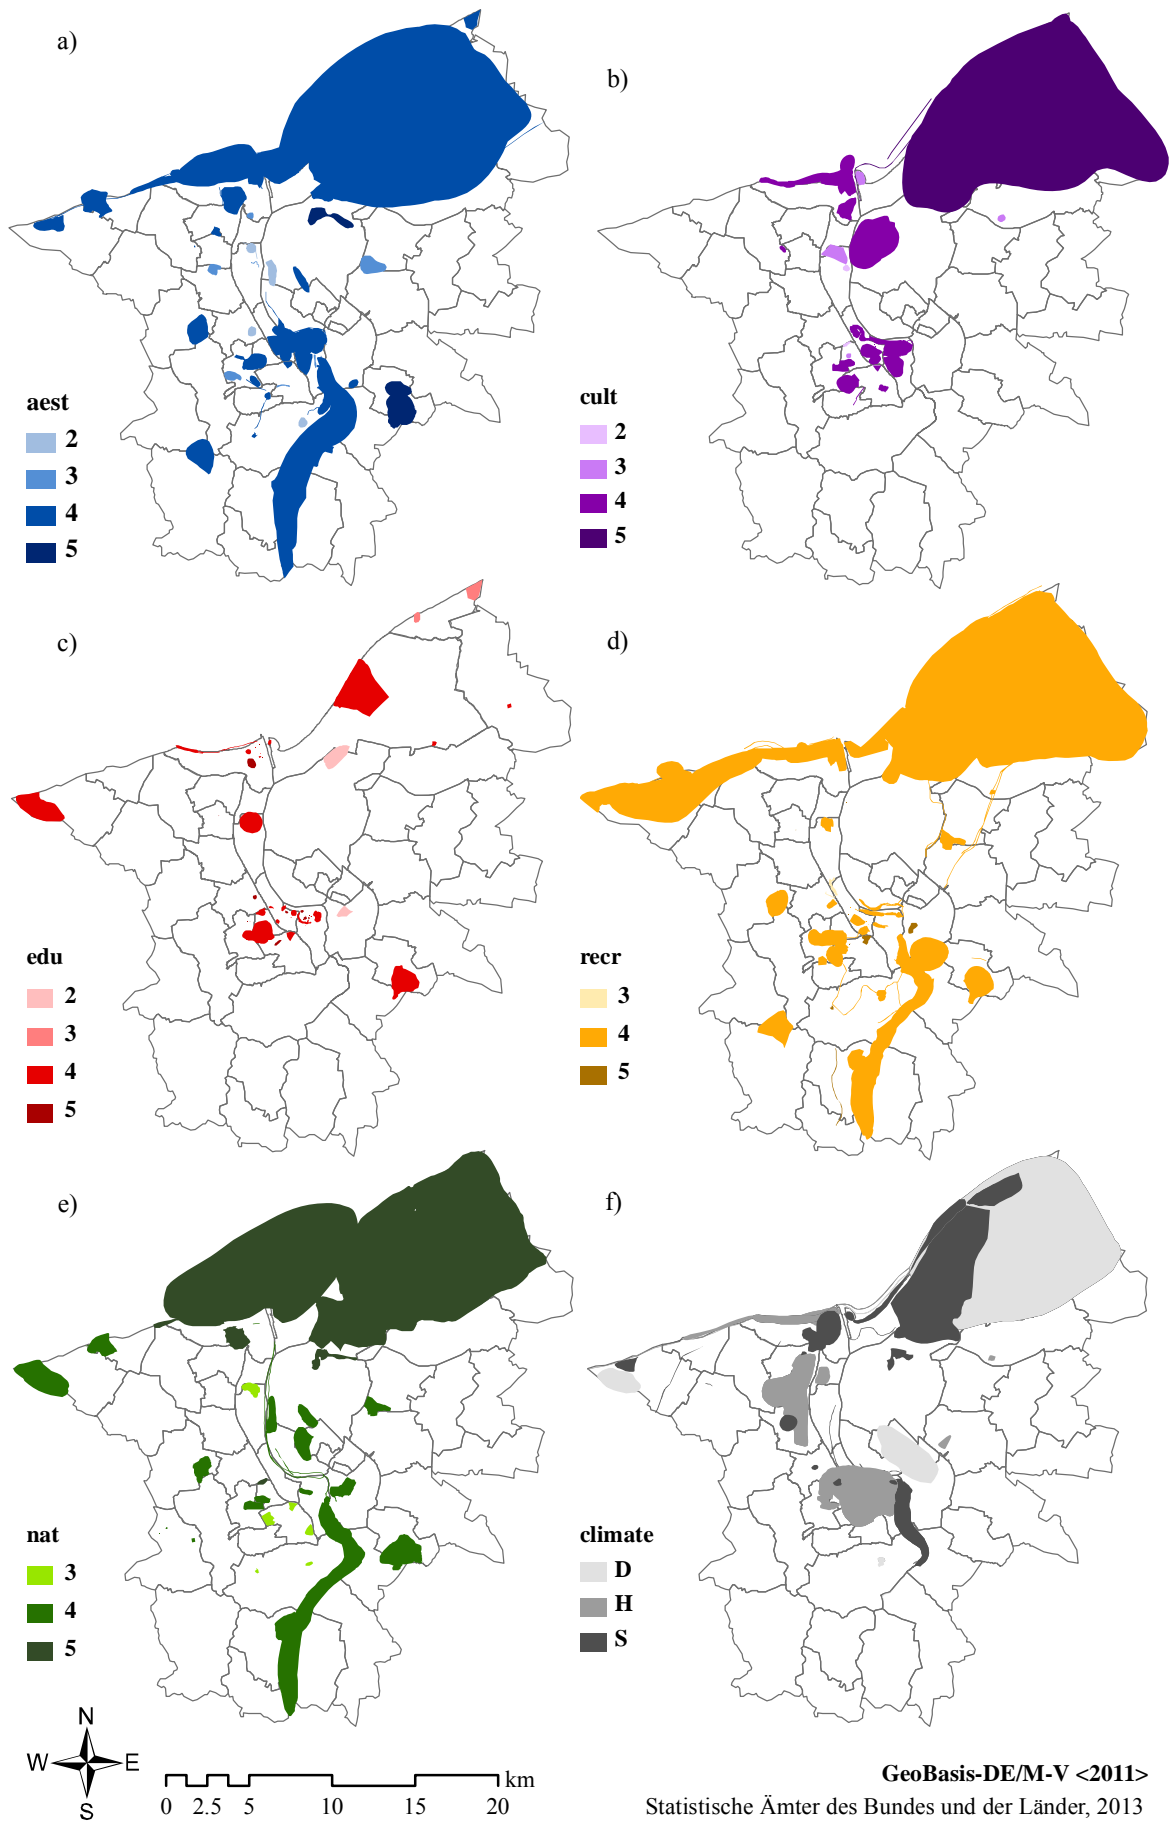 a)
aest
2
3
4
5
b)
cult
2
3
4
5
c)
edu
2
3
4
5
d)
recr
3
4
5
e)
nat
3
4
5
f)
climate
D
H
S
N
W E
S
km
0 2.5 5 10 15 20
GeoBasis-DE/M-V <2011>
Statistische Ämter des Bundes und der Länder, 2013